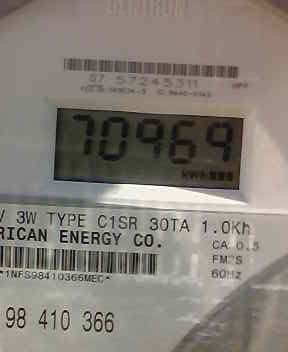 CENTRON
07 57245311
70969
kWh
V 3W TYPE C1SR 30TA 1.0Kh
RICAN ENERGY CO.
CA 0.5
FM2S
60Hz
*1NFS98410366MEC*
98 410 366